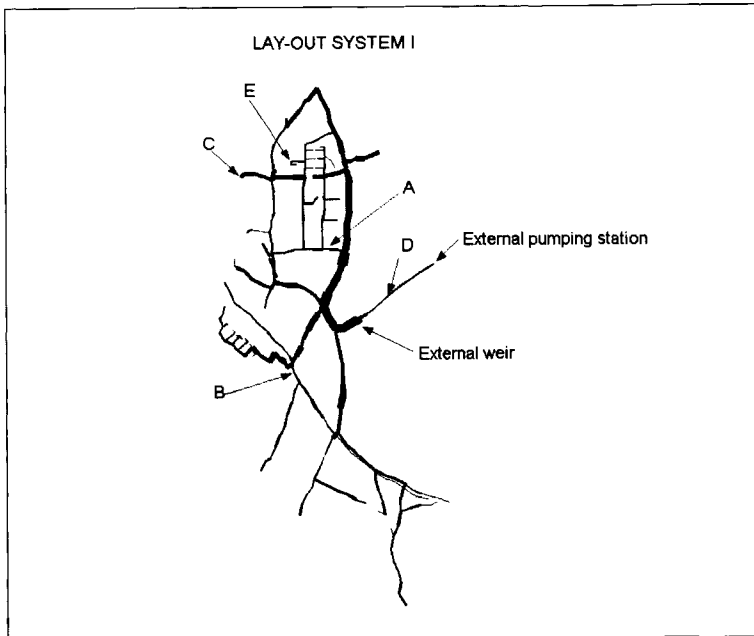 LAY-OUT SYSTEM I
E
C
A
D
External pumping station
External weir
B